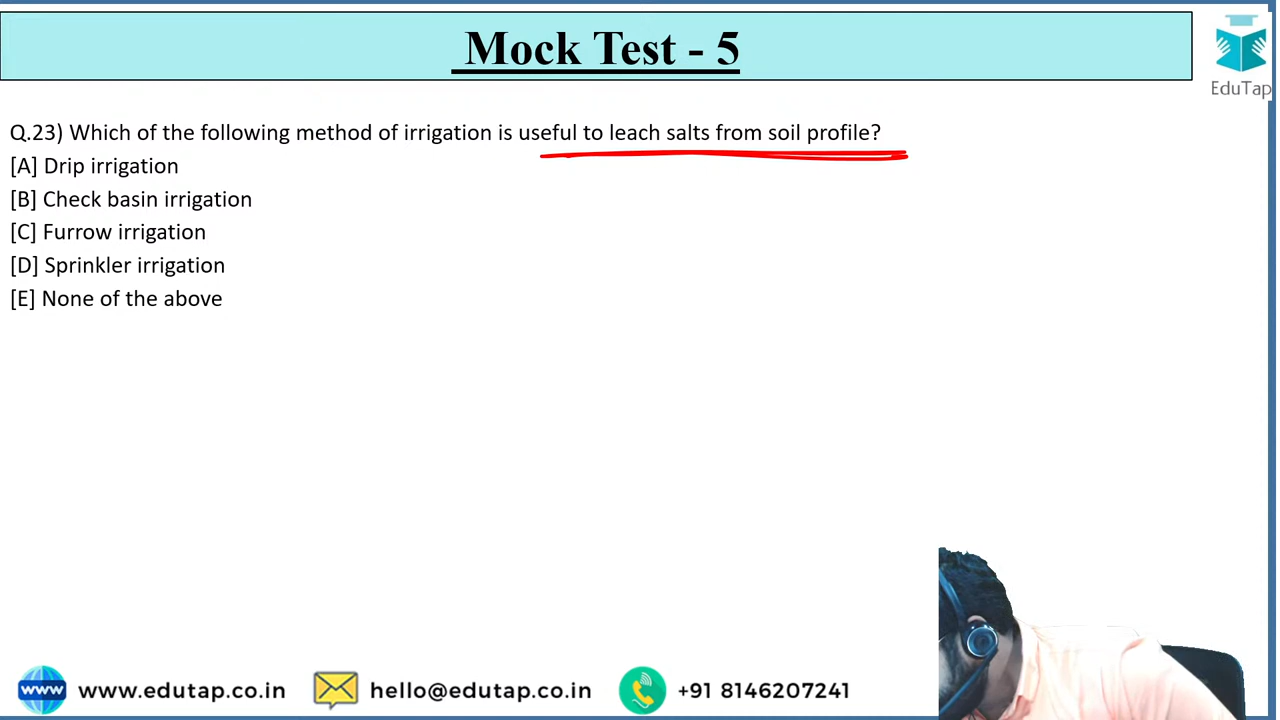 Mock Test - 5
EduTap
Q.23) Which of the following method of irrigation is useful to leach salts from soil profile?
[A] Drip irrigation
[B] Check basin irrigation
[C] Furrow irrigation
[D] Sprinkler irrigation
[E] None of the above
www www.edutap.co.in hello@edutap.co.in +91 8146207241